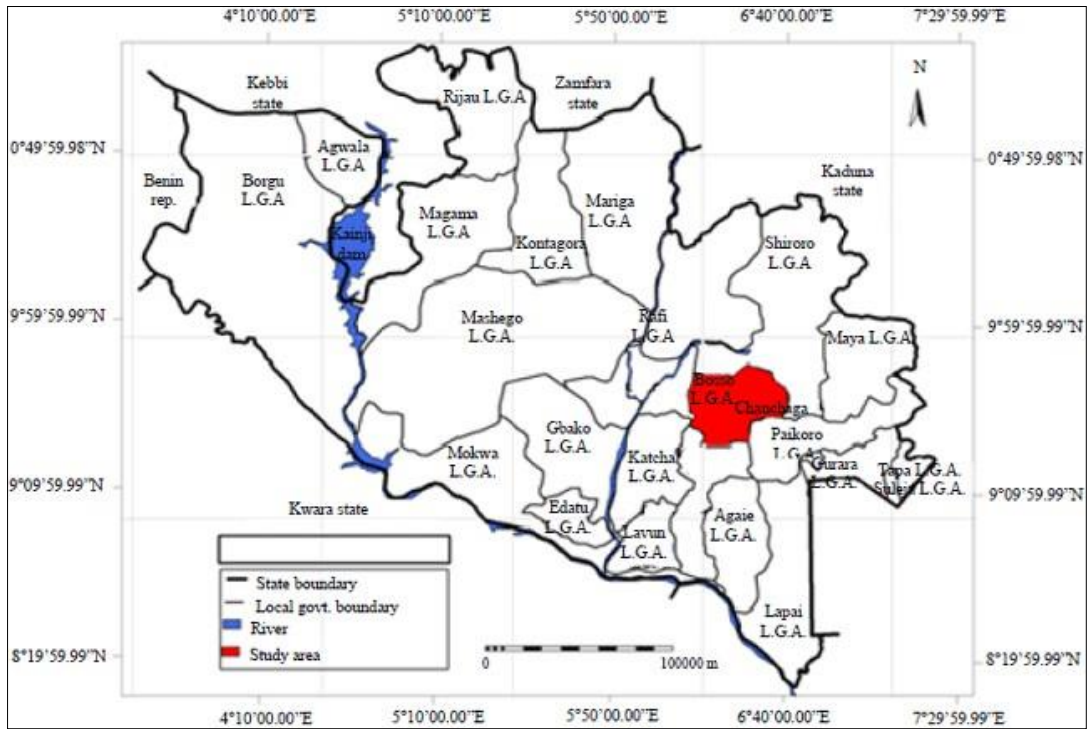 4°10'00.00"E 5°10'00.00"E 5°50'00.00"E 6°40'00.00"E 7°29'59.99"E
N
Kebbi
state
Rijau L.G.A
Zamfara
state
0°49'59.98"N
0°49'59.98"N
Agwala
L.G.A
Benin
rep.
Borgu
L.G.A
Kaduna
state
Magama
L.G.A
Mariga
L.G.A
Kainji
dam
Kontagora
L.G.A
Shiroro
L.G.A
9°59'59.99"N
9°59'59.99"N
Mashego
L.G.A.
Rafi
L.G.A
Maya L.G.A
Bosso
L.G.A.
Chanchaga
Gbako
L.G.A.
Paikoro
L.G.A.
Mokwa
L.G.A.
Katcha
L.G.A.
Gurara
L.G.A.
Tapa L.G.A.
Suleja L.G.A.
9°09'59.99"N
9°09'59.99"N
Kwara state
Edatu
L.G.A.
Lavun
L.G.A.
Agaie
L.G.A.
Lapai
L.G.A.
State boundary
Local govt. boundary
River
Study area
0 100000 m
8°19'59.99"N
8°19'59.99"N
4°10'00.00"E 5°10'00.00"E 5°50'00.00"E 6°40'00.00"E 7°29'59.99"E